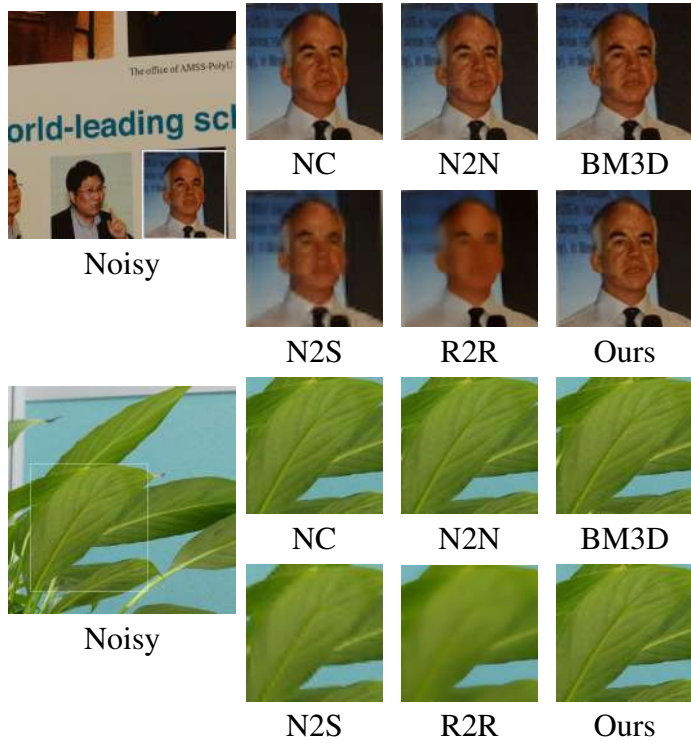 The office of AMSS-PolyU
orld-leading scl
NC
N2N
BM3D
Noisy
N2S
R2R
Ours
NC
N2N
BM3D
Noisy
N2S
R2R
Ours